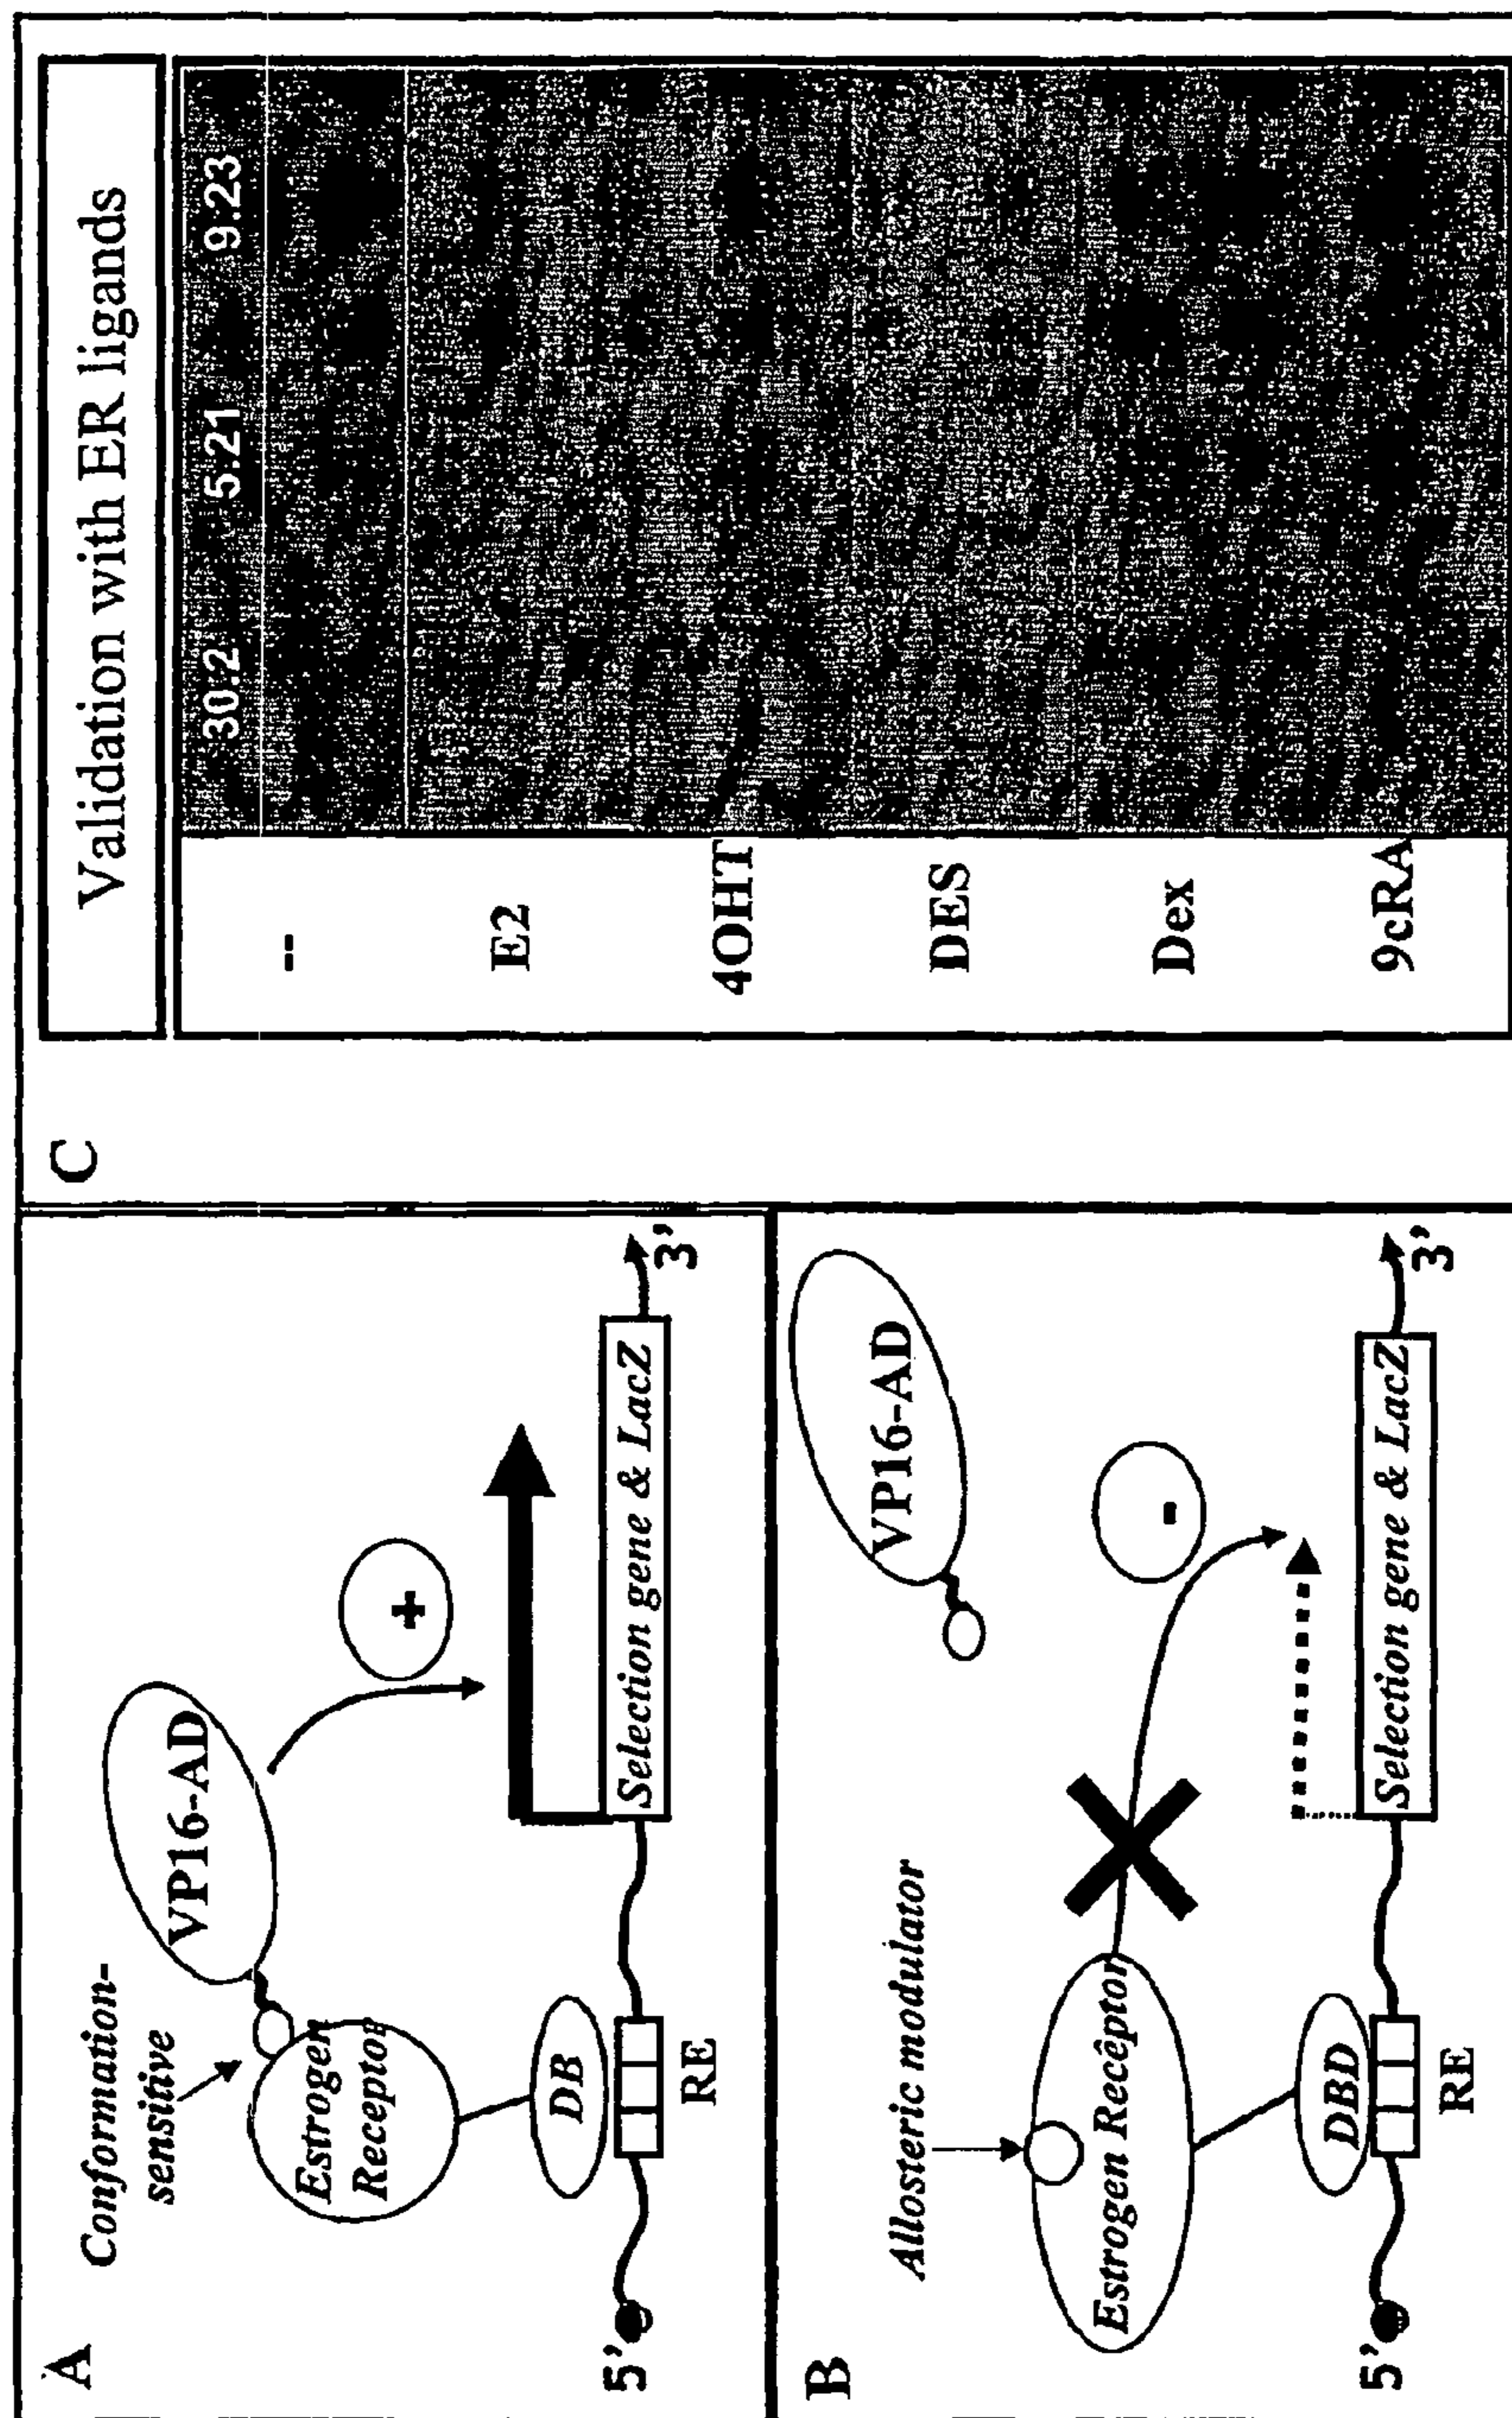 A
Conformation-
sensitive
VP16-AD
Estrogen
Receptor
+
DB
5'
RE
Selection gene & LacZ
3'
B
Allosteric modulator
VP16-AD
Estrogen Recêptor
-
DBD
5'
RE
Selection gene & LacZ
3'
C
Validation with ER ligands
30.2 5.21 9.23
--
E2
4OHT
DES
Dex
9cRA